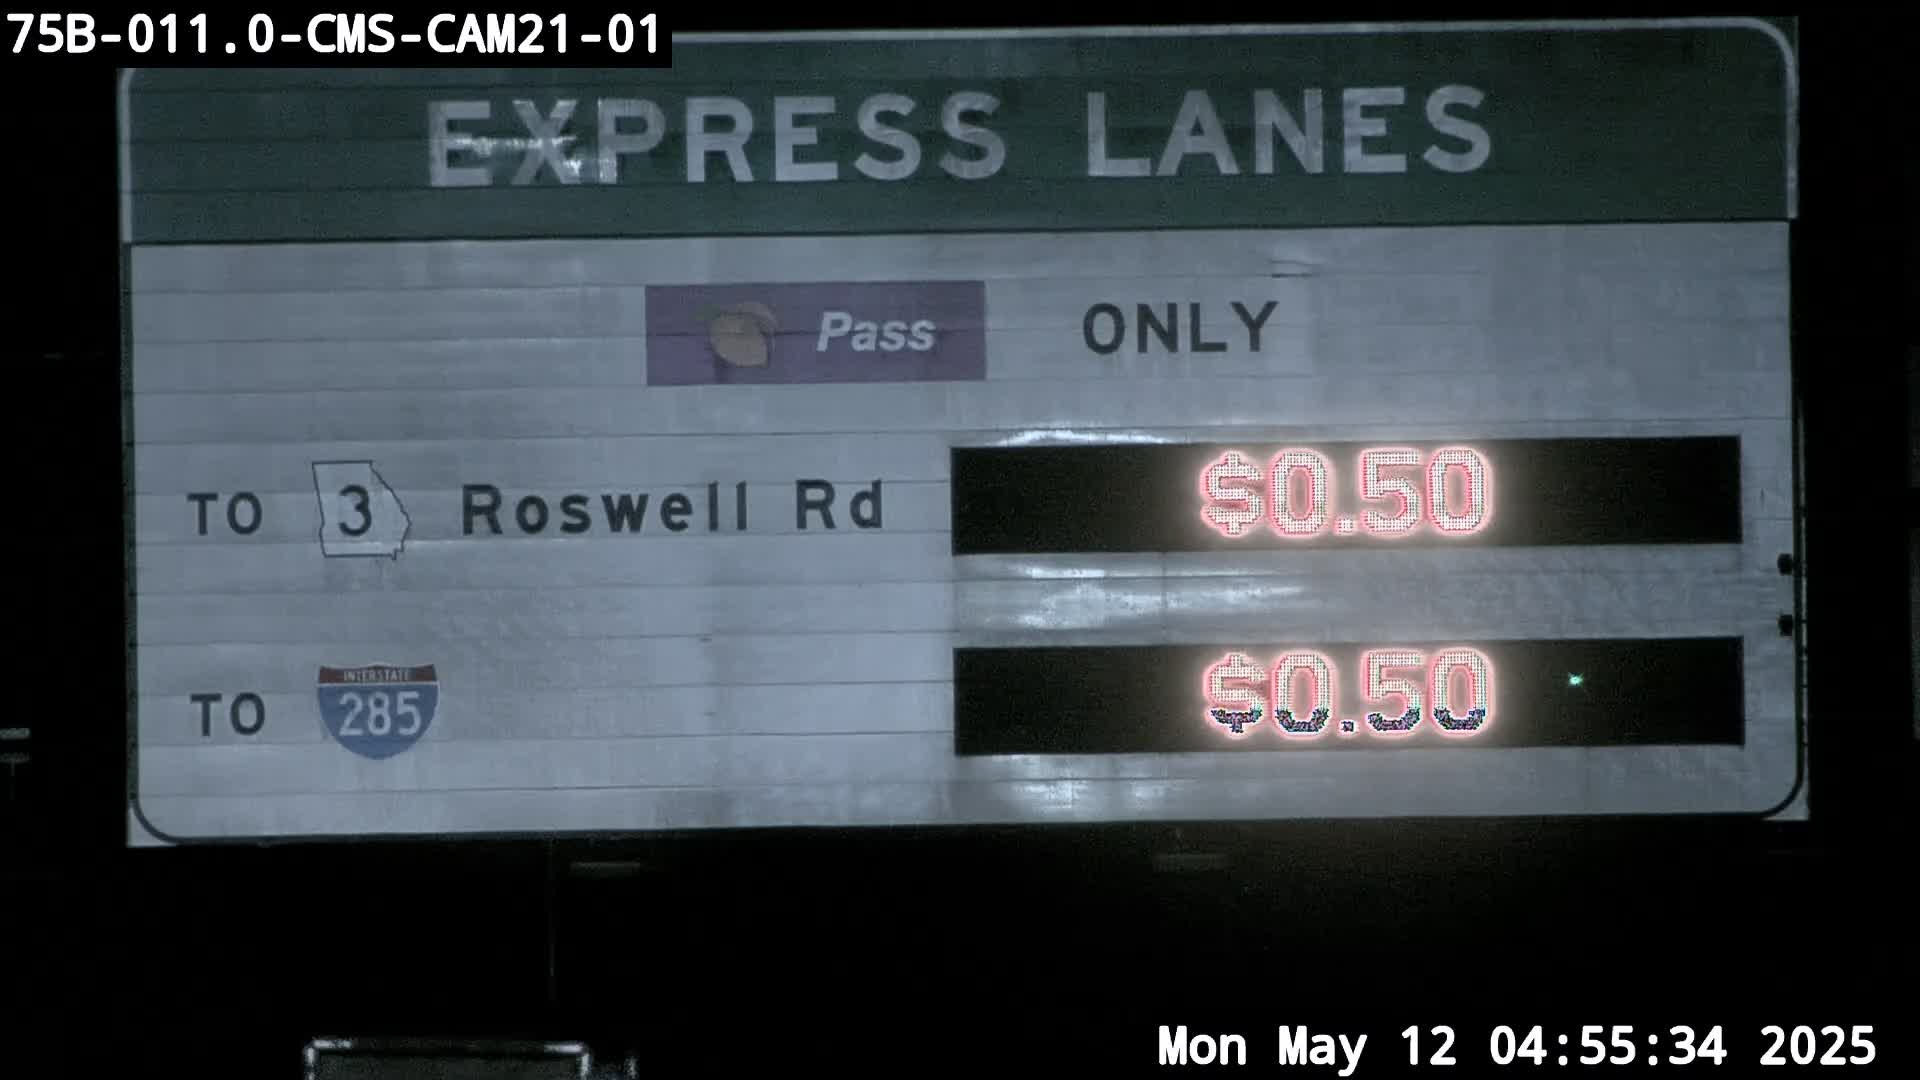 75B-011.0-CMS-CAM21-01
EXPRESS LANES
Pass ONLY
TO 3 Roswell Rd $0.50
INTERSTATE
TO 285 $0.50
Mon May 12 04:55:34 2025